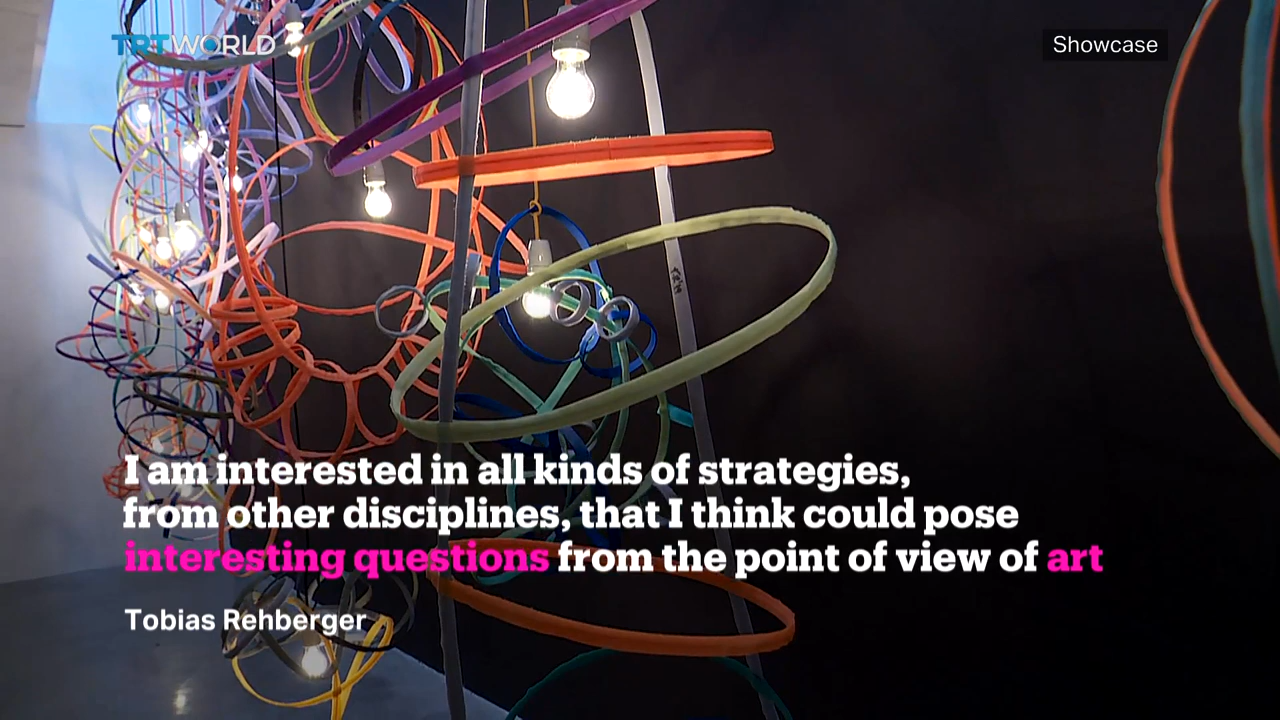 TRT WORLD
Showcase
I am interested in all kinds of strategies,
from other disciplines, that I think could pose
interesting questions from the point of view of art
Tobias Rehberger